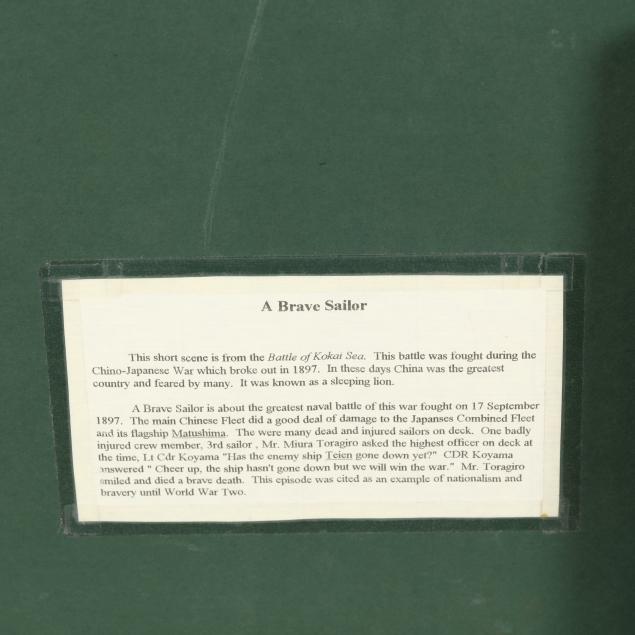 A Brave Sailor
This short scene is from the Battle of Kokai Sea. This battle was fought during the
Chino-Japanese War which broke out in 1897. In these days China was the greatest
country and feared by many. It was known as a sleeping lion.
A Brave Sailor is about the greatest naval battle of this war fought on 17 September
1897. The main Chinese Fleet did a good deal of damage to the Japanses Combined Fleet
and its flagship Matushima. The were many dead and injured sailors on deck. One badly
injured crew member, 3rd sailor , Mr. Miura Toragiro asked the highest officer on deck at
the time, Lt Cdr Koyama "Has the enemy ship Teien gone down yet?" CDR Koyama
answered " Cheer up, the ship hasn't gone down but we will win the war." Mr. Toragiro
smiled and died a brave death. This episode was cited as an example of nationalism and
bravery until World War Two.